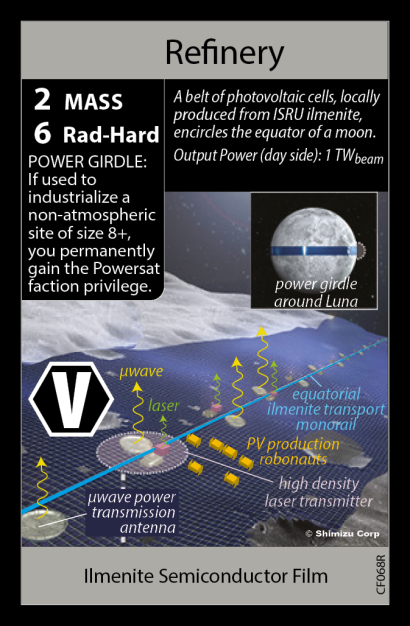 Refinery
2 MASS
6 Rad-Hard
POWER GIRDLE:
If used to
industrialize a
non-atmospheric
site of size 8+,
you permanently
gain the Powersat
faction privilege.
A belt of photovoltaic cells, locally
produced from ISRU ilmenite,
encircles the equator of a moon.
Output Power (day side): 1 TWbeam
power girdle
around Luna
V
μwave
laser
equatorial
ilmenite transport
monorail
PV production
robonauts
high density
laser transmitter
μwave power
transmission
antenna
© Shimizu Corp
Ilmenite Semiconductor Film
CF068R